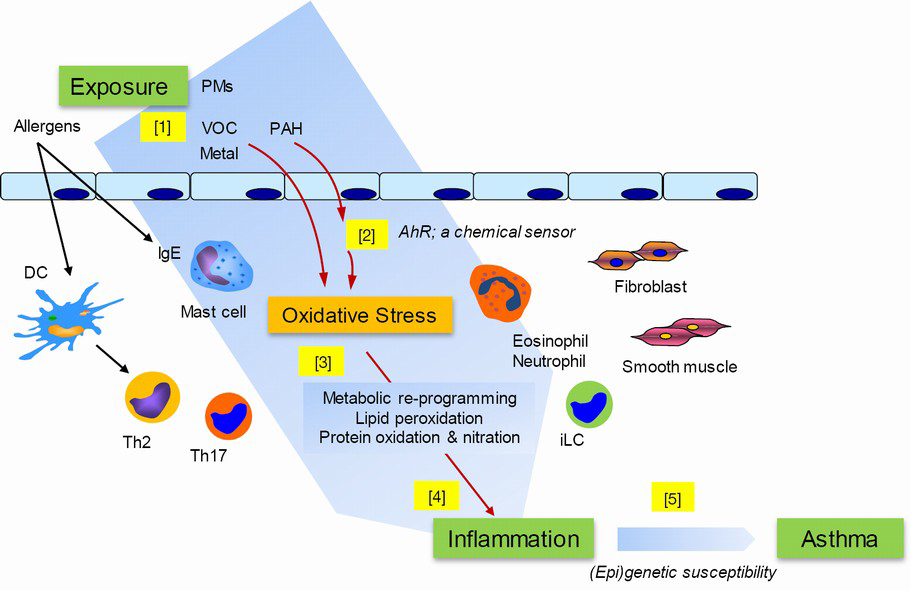 Exposure
PMs
Allergens
[1]
VOC
PAH
Metal
[2]
AhR; a chemical sensor
IgE
DC
Mast cell
Fibroblast
Oxidative Stress
Eosinophil
Neutrophil
Smooth muscle
[3]
Metabolic re-programming
Lipid peroxidation
Protein oxidation & nitration
Th2
Th17
iLC
[4]
[5]
Inflammation
Asthma
(Epi)genetic susceptibility